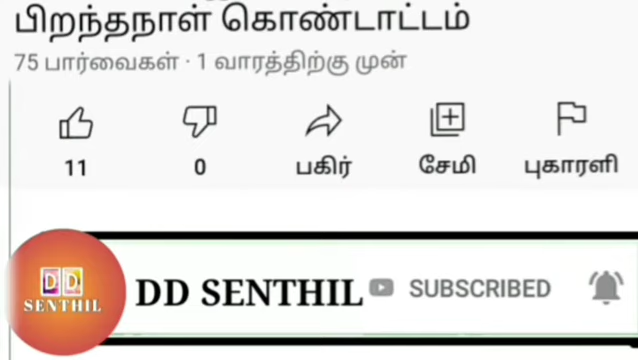 பிறந்தநாள் கொண்டாட்டம்
75 பார்வைகள் · 1 வாரத்திற்கு முன்
11 0 பகிர் சேமி புகாரளி
DD
SENTHIL
DD SENTHIL SUBSCRIBED